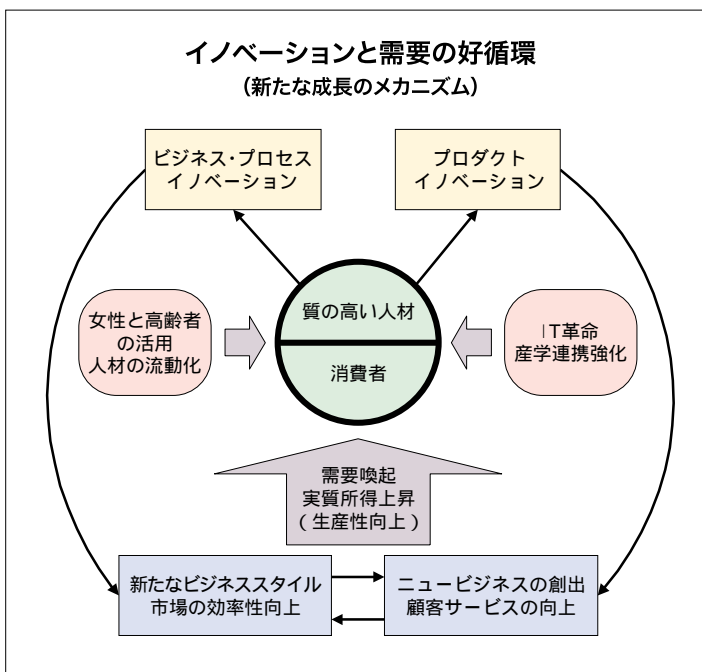 イノベーションと需要の好循環
(新たな成長のメカニズム)
ビジネス・プロセス
イノベーション
プロダクト
イノベーション
質の高い人材
消費者
女性と高齢者
の活用
人材の流動化
IT革命
産学連携強化
需要喚起
実質所得上昇
(生産性向上)
新たなビジネススタイル
市場の効率性向上
ニュービジネスの創出
顧客サービスの向上